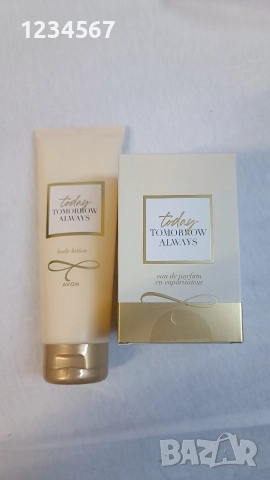 1234567
today
TOMORROW
ALWAYS
body lotion
AVON
today
TOMORROW
ALWAYS
eau de parfum
en vaporisateur
BAZAR